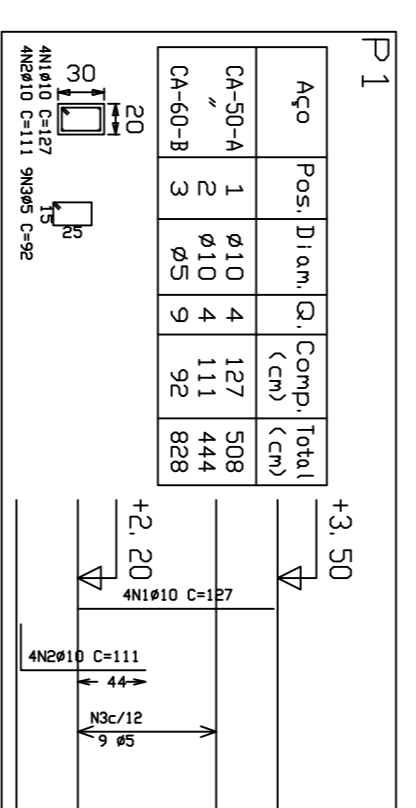 P1
Aço Pos. Diam. Q. Comp. (cm) Total (cm)
CA-50-A 1 ø10 4 127 508
" 2 ø10 4 111 444
CA-60-B 3 ø5 9 92 828
20
30
4N1ø10 C=127
4N2ø10 C=111 9N3ø5 C=92
25
15
+3, 50
+2, 20
4N1ø10 C=127
4N2ø10 C=111
44
N3c/12
9 ø5